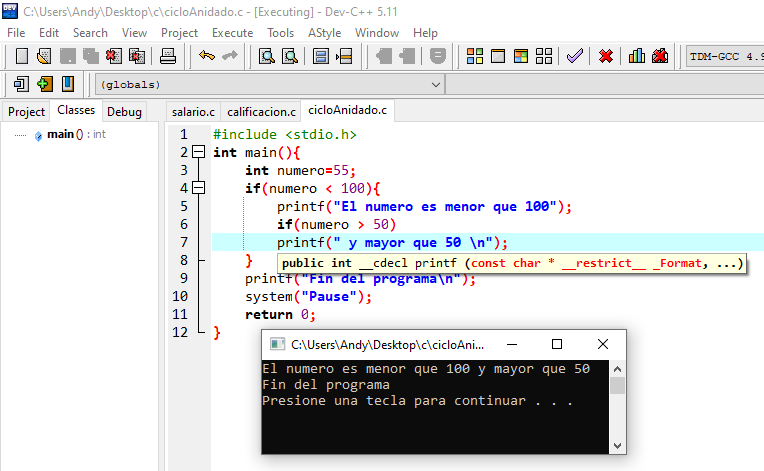 C:\Users\Andy\Desktop\c\cicloAnidado.c - [Executing] - Dev-C++ 5.11
File Edit Search View Project Execute Tools AStyle Window Help
TDM-GCC 4.9
(globals)
Project Classes Debug
salario.c calificacion.c cicloAnidado.c
main () : int
1 #include <stdio.h>
2 int main(){
3 int numero=55;
4 if(numero < 100){
5 printf("El numero es menor que 100");
6 if(numero > 50)
7 printf(" y mayor que 50 \n");
8 }
public int __cdecl printf (const char * __restrict__ _Format, ...)
9 printf("Fin del programa\n");
10 system("Pause");
11 return 0;
12 }
C:\Users\Andy\Desktop\c\cicloAni...
El numero es menor que 100 y mayor que 50
Fin del programa
Presione una tecla para continuar . . .